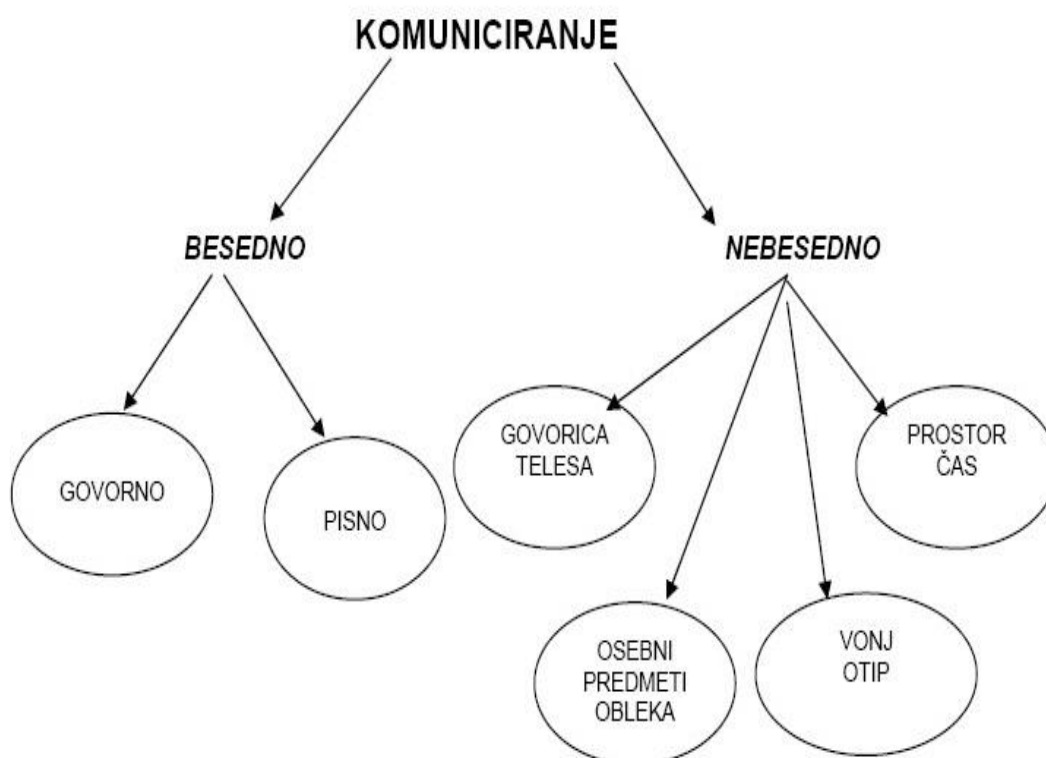 KOMUNICIRANJE
BESEDNO
NEBESEDNO
GOVORNO
PISNO
GOVORICA
TELESA
PROSTOR
ČAS
OSEBNI
PREDMETI
OBLEKA
VONJ
OTIP